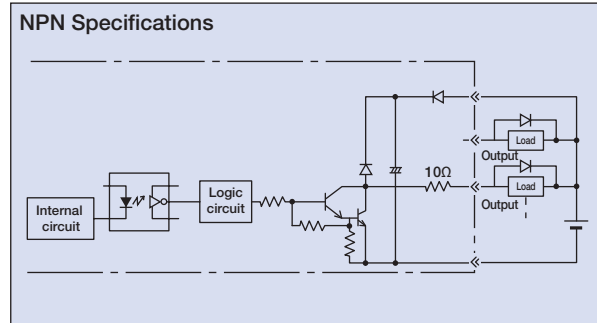 NPN Specifications
Load
Output
10Ω
Load
Output
Logic
circuit
Internal
circuit